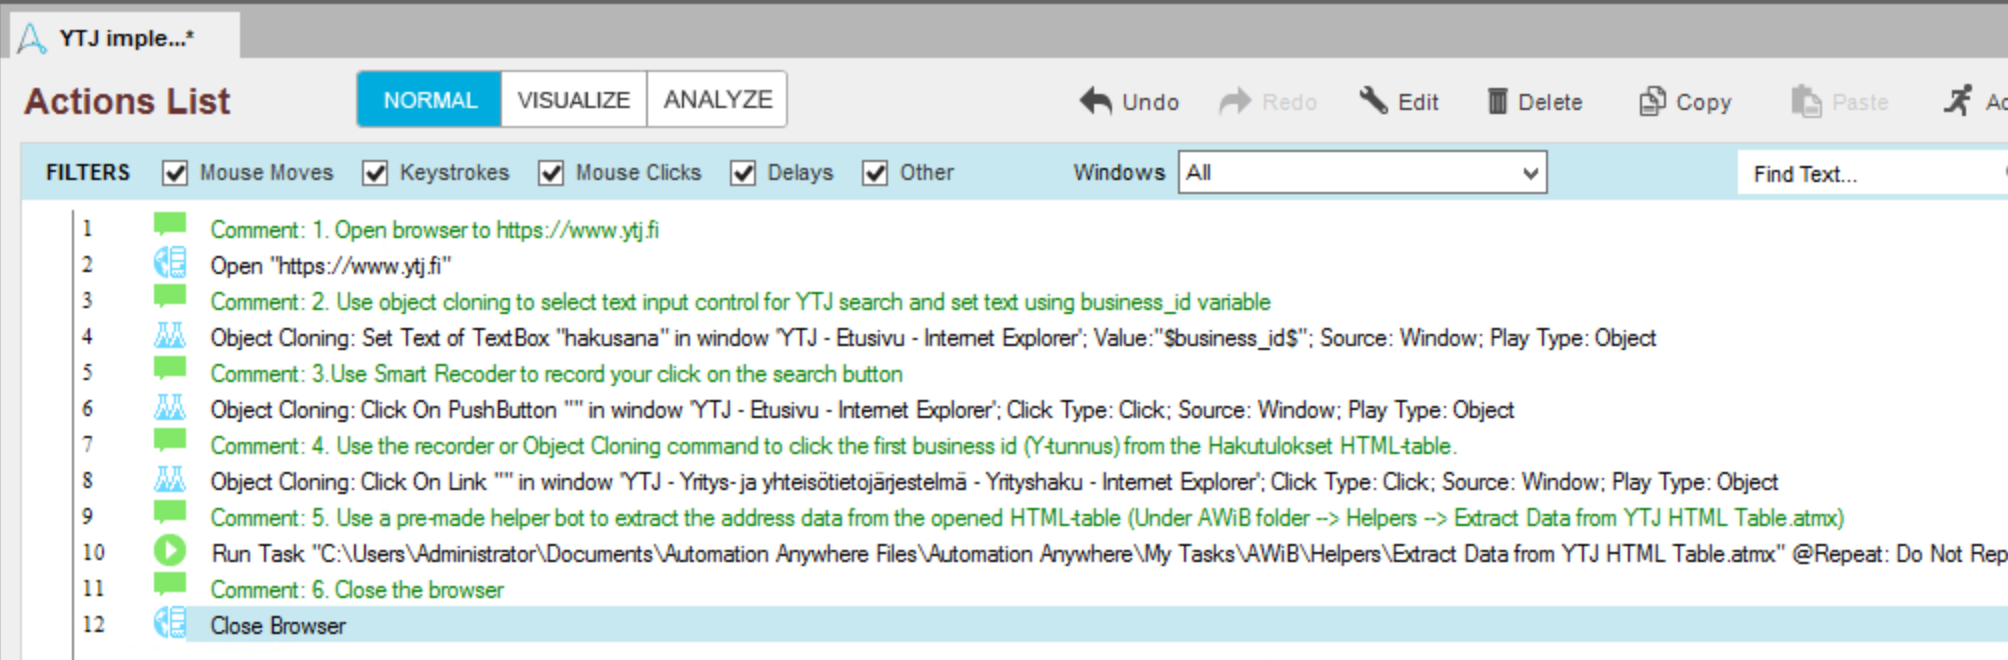 YTJ imple...*
Actions List NORMAL VISUALIZE ANALYZE Undo Redo Edit Delete Copy Paste Ac
FILTERS Mouse Moves Keystrokes Mouse Clicks Delays Other Windows All Find Text...
1 Comment: 1. Open browser to https://www.ytj.fi
2 Open "https://www.ytj.fi"
3 Comment: 2. Use object cloning to select text input control for YTJ search and set text using business_id variable
4 Object Cloning: Set Text of TextBox "hakusana" in window 'YTJ - Etusivu - Internet Explorer'; Value:"$business_id$"; Source: Window; Play Type: Object
5 Comment: 3.Use Smart Recoder to record your click on the search button
6 Object Cloning: Click On PushButton "" in window 'YTJ - Etusivu - Internet Explorer'; Click Type: Click; Source: Window; Play Type: Object
7 Comment: 4. Use the recorder or Object Cloning command to click the first business id (Y-tunnus) from the Hakutulokset HTML-table.
8 Object Cloning: Click On Link "" in window 'YTJ - Yritys- ja yhteisötietojärjestelmä - Yrityshaku - Internet Explorer'; Click Type: Click; Source: Window; Play Type: Object
9 Comment: 5. Use a pre-made helper bot to extract the address data from the opened HTML-table (Under AWiB folder --> Helpers --> Extract Data from YTJ HTML Table.atmx)
10 Run Task "C:\Users\Administrator\Documents\Automation Anywhere Files\Automation Anywhere\My Tasks\AWiB\Helpers\Extract Data from YTJ HTML Table.atmx" @Repeat: Do Not Rep
11 Comment: 6. Close the browser
12 Close Browser